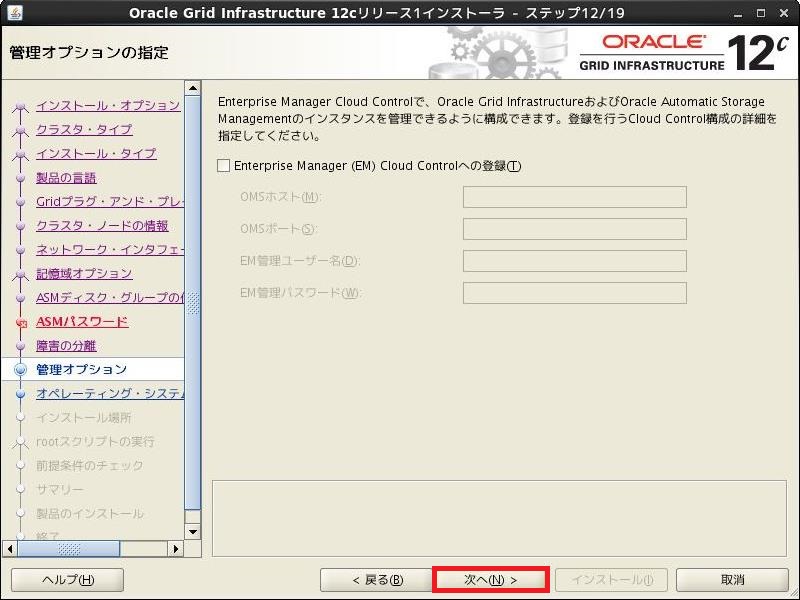 Oracle Grid Infrastructure 12cリリース1インストーラ - ステップ12/19
管理オプションの指定
ORACLE
GRID INFRASTRUCTURE
12c
インストール・オプション
クラスタ・タイプ
インストール・タイプ
製品の言語
Gridプラグ・アンド・プレー
クラスタ・ノードの情報
ネットワーク・インタフェー
記憶域オプション
ASMディスク・グループの
ASMパスワード
障害の分離
管理オプション
オペレーティング・システム
インストール場所
rootスクリプトの実行
前提条件のチェック
サマリー
製品のインストール
終了
Enterprise Manager Cloud Controlで、Oracle Grid InfrastructureおよびOracle Automatic Storage
Managementのインスタンスを管理できるように構成できます。登録を行うCloud Control構成の詳細を
指定してください。
Enterprise Manager (EM) Cloud Controlへの登録(T)
OMSホスト(M):
OMSポート(S):
EM管理ユーザー名(D):
EM管理パスワード(W):
ヘルプ(H)
< 戻る(B)
次へ(N) >
インストール(I)
取消